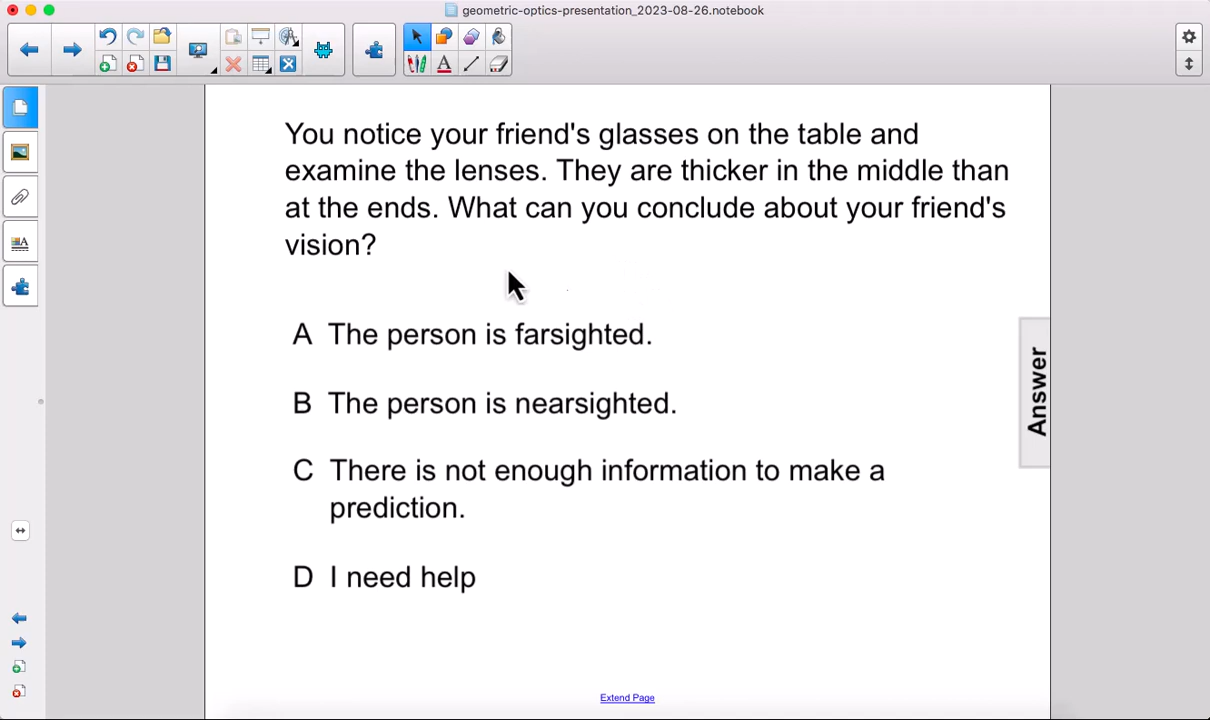 geometric-optics-presentation_2023-08-26.notebook
You notice your friend's glasses on the table and
examine the lenses. They are thicker in the middle than
at the ends. What can you conclude about your friend's
vision?
A The person is farsighted.
B The person is nearsighted.
C There is not enough information to make a
prediction.
D I need help
Answer
Extend Page